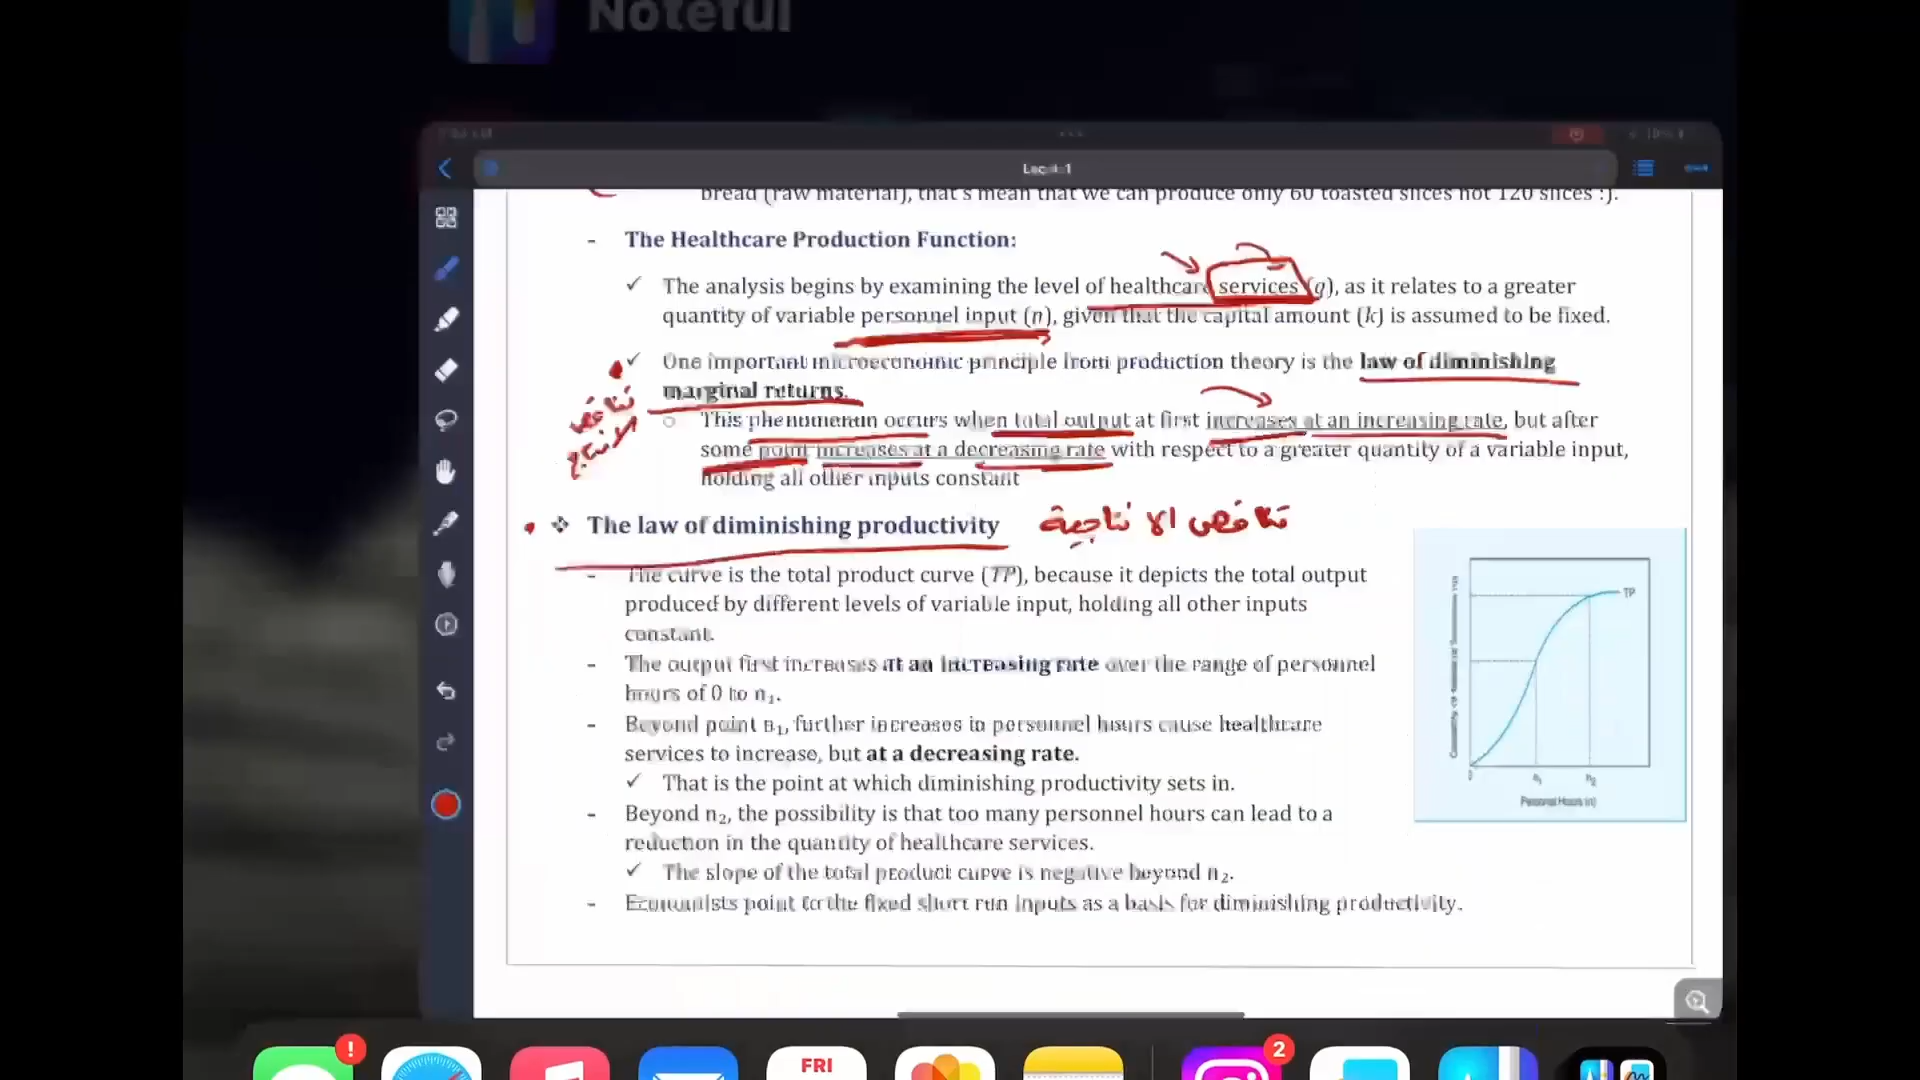 Noteful
bread (raw material), that's mean that we can produce only 60 toasted slices not 120 slices :).
- The Healthcare Production Function:
✓ The analysis begins by examining the level of healthcare services (q), as it relates to a greater
quantity of variable personnel input (n), given that the capital amount (k) is assumed to be fixed.
✓ One important microeconomic principle from production theory is the law of diminishing
marginal returns.
تناقص
الانتاج
○ This phenomenon occurs when total output at first increases at an increasing rate, but after
some point increases at a decreasing rate with respect to a greater quantity of a variable input,
holding all other inputs constant
❖ The law of diminishing productivity تناقص الانتاجية
- The curve is the total product curve (TP), because it depicts the total output
produced by different levels of variable input, holding all other inputs
constant.
- The output first increases at an increasing rate over the range of personnel
hours of 0 to n₁.
- Beyond point n₁, further increases in personnel hours cause healthcare
services to increase, but at a decreasing rate.
✓ That is the point at which diminishing productivity sets in.
- Beyond n₂, the possibility is that too many personnel hours can lead to a
reduction in the quantity of healthcare services.
✓ The slope of the total product curve is negative beyond n₂.
- Economists point to the fixed short run inputs as a basis for diminishing productivity.
TP
0 n₁ n₂
Personal Hours (n)
!
FRI
2